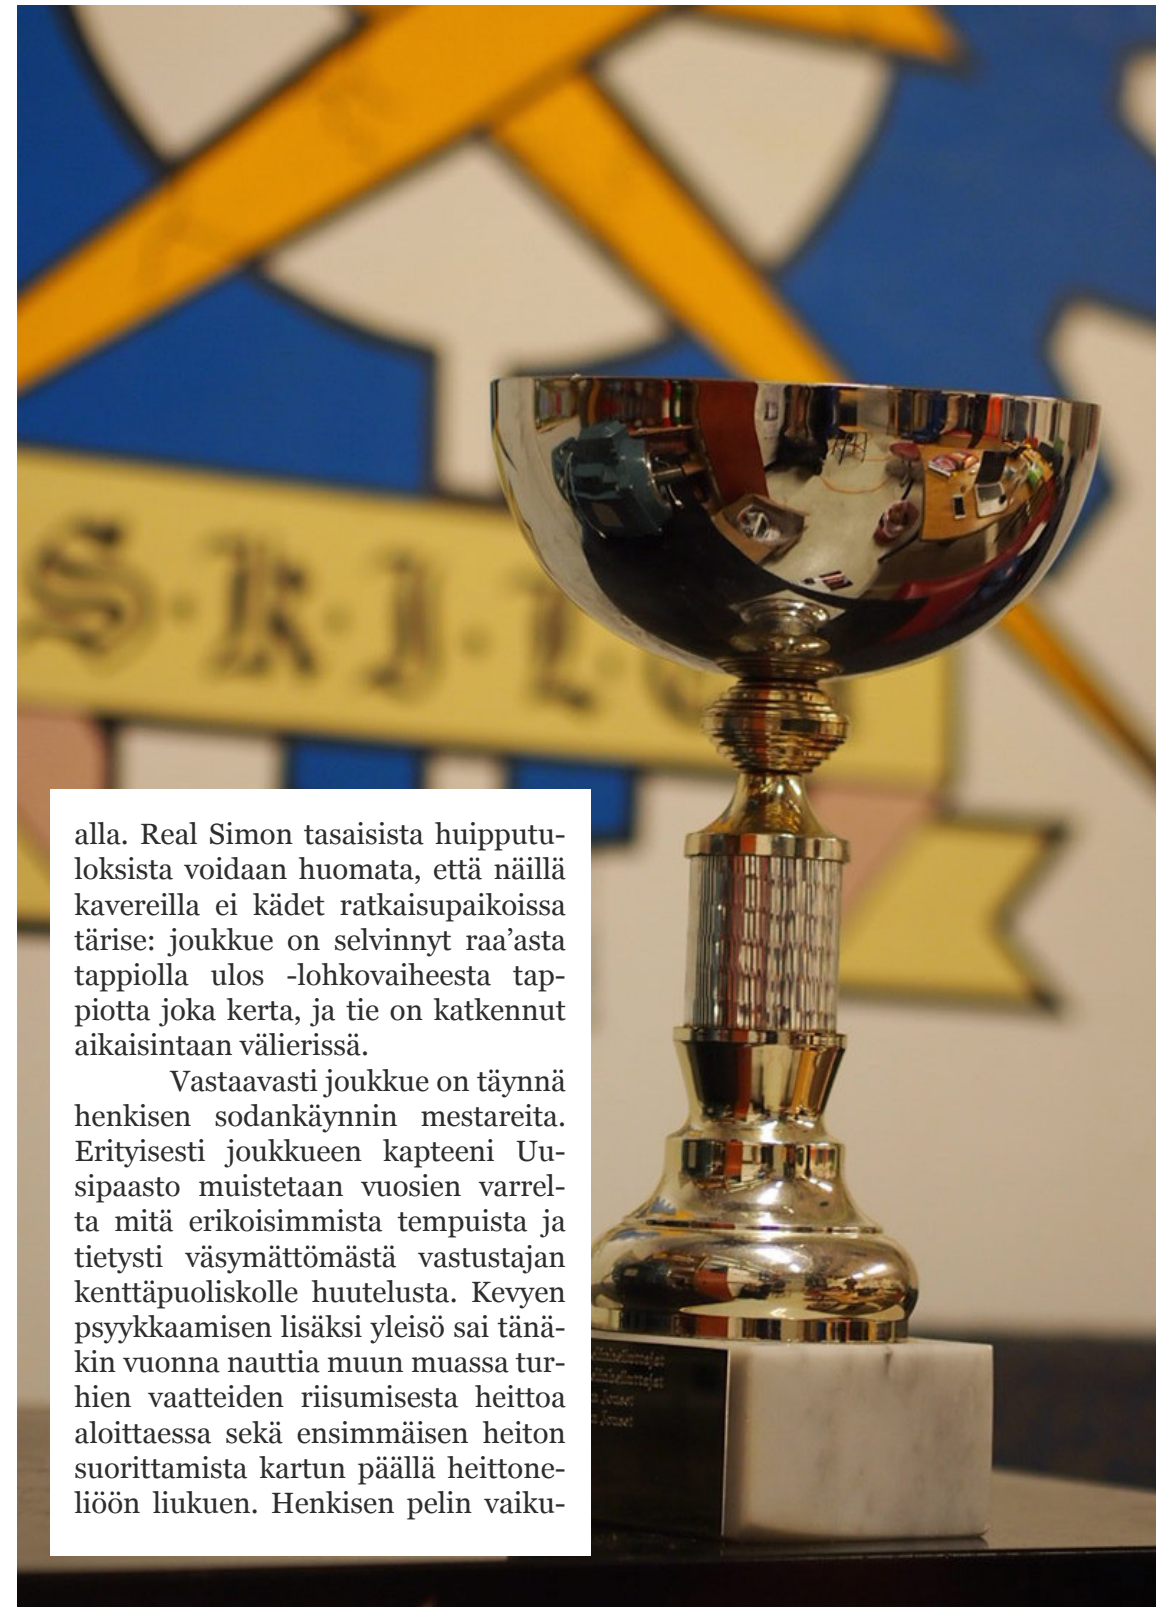 S·K·I·L
alla. Real Simon tasaisista huipputu-
loksista voidaan huomata, että näillä
kavereilla ei kädet ratkaisupaikoissa
tärise: joukkue on selvinnyt raa’asta
tappiolla ulos -lohkovaiheesta tap-
piotta joka kerta, ja tie on katkennut
aikaisintaan välierissä.
Vastaavasti joukkue on täynnä
henkisen sodankäynnin mestareita.
Erityisesti joukkueen kapteeni Uu-
sipaasto muistetaan vuosien varrel-
ta mitä erikoisimmista tempuista ja
tietysti väsymättömästä vastustajan
kenttäpuoliskolle huutelusta. Kevyen
psyykkaamisen lisäksi yleisö sai tänä-
kin vuonna nauttia muun muassa tur-
hien vaatteiden riisumisesta heittoa
aloittaessa sekä ensimmäisen heiton
suorittamista kartun päällä heittone-
liöön liukuen. Henkisen pelin vaiku-